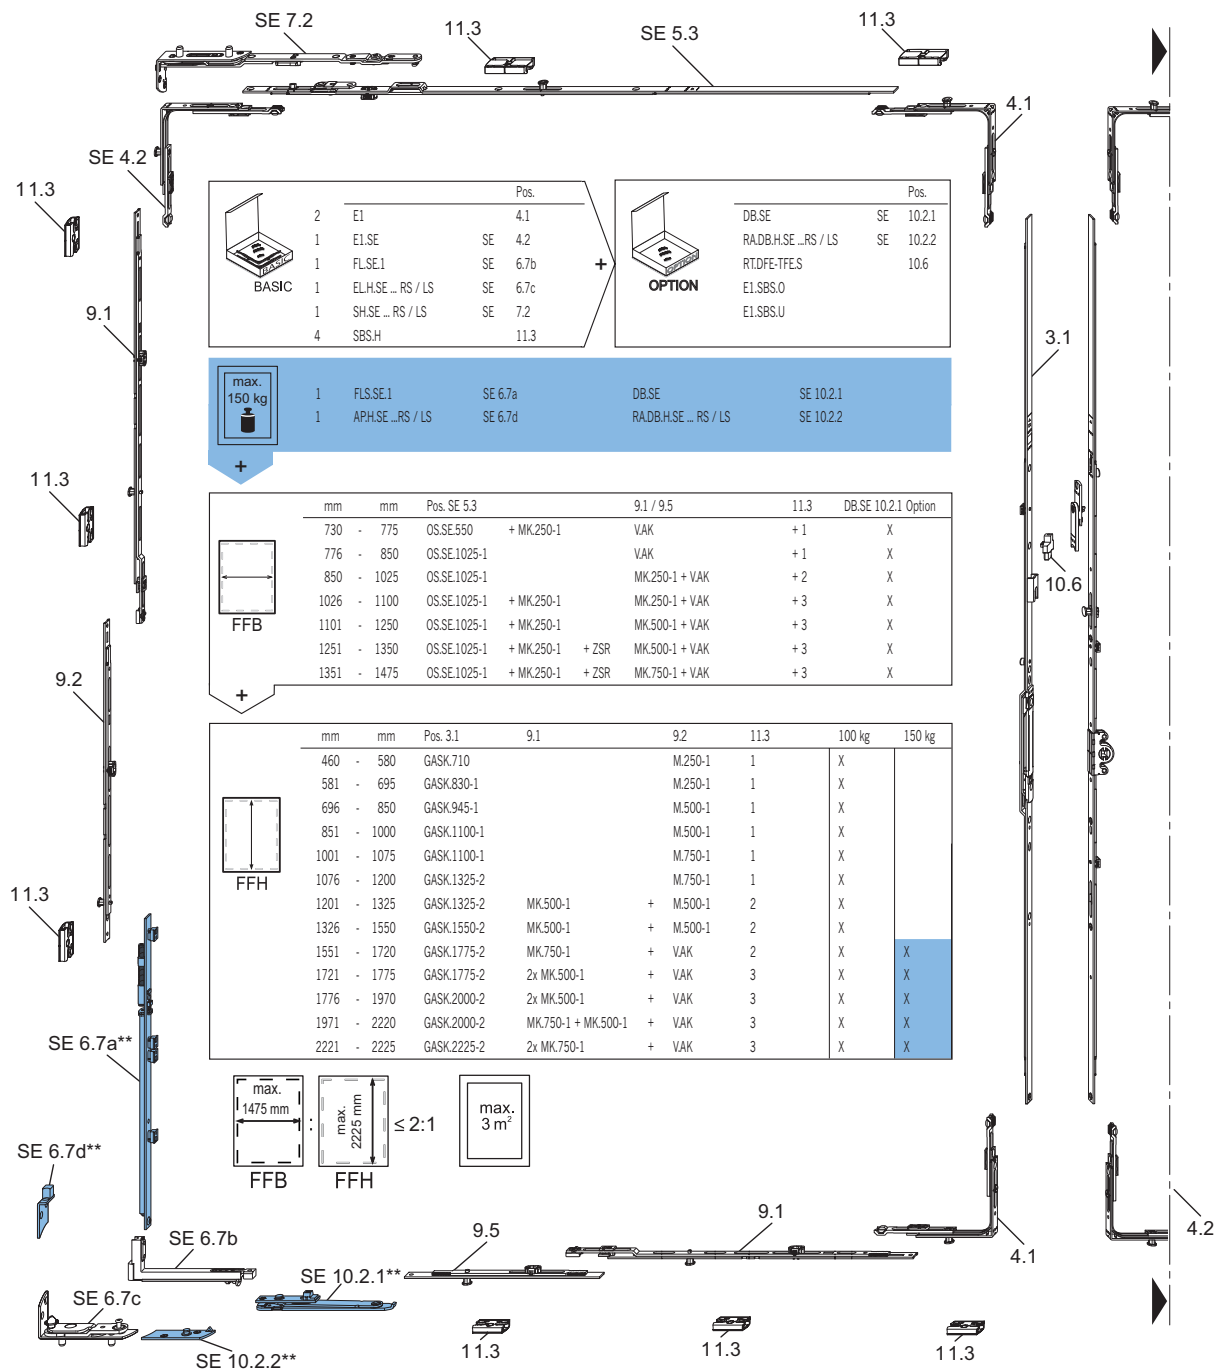 SE 7.2
11.3
SE 5.3
11.3
4.1
SE 4.2
11.3
Pos.
2 E1 4.1
1 E1.SE SE 4.2
1 FL.SE.1 SE 6.7b
1 EL.H.SE ... RS / LS SE 6.7c
1 SH.SE ... RS / LS SE 7.2
4 SBS.H 11.3
BASIC
BASIC
+
Pos.
DB.SE SE 10.2.1
RA.DB.H.SE ...RS / LS SE 10.2.2
RT.DFE-TFE.S 10.6
E1.SBS.O
E1.SBS.U
OPTION
OPTION
9.1
3.1
max.
150 kg
1 FLS.SE.1 SE 6.7a DB.SE SE 10.2.1
1 AP.H.SE ...RS / LS SE 6.7d RA.DB.H.SE ... RS / LS SE 10.2.2
+
11.3
mm mm Pos. SE 5.3 9.1 / 9.5 11.3 DB.SE 10.2.1 Option
730 - 775 OS.SE.550 + MK.250-1 V.AK + 1 X
776 - 850 OS.SE.1025-1 V.AK + 1 X
850 - 1025 OS.SE.1025-1 MK.250-1 + V.AK + 2 X
1026 - 1100 OS.SE.1025-1 + MK.250-1 MK.250-1 + V.AK + 3 X
1101 - 1250 OS.SE.1025-1 + MK.250-1 MK.500-1 + V.AK + 3 X
1251 - 1350 OS.SE.1025-1 + MK.250-1 + ZSR MK.500-1 + V.AK + 3 X
1351 - 1475 OS.SE.1025-1 + MK.250-1 + ZSR MK.750-1 + V.AK + 3 X
FFB
10.6
9.2
+
mm mm Pos. 3.1 9.1 9.2 11.3 100 kg 150 kg
460 - 580 GASK.710 M.250-1 1 X
581 - 695 GASK.830-1 M.250-1 1 X
696 - 850 GASK.945-1 M.500-1 1 X
851 - 1000 GASK.1100-1 M.500-1 1 X
1001 - 1075 GASK.1100-1 M.750-1 1 X
1076 - 1200 GASK.1325-2 M.750-1 1 X
1201 - 1325 GASK.1325-2 MK.500-1 + M.500-1 2 X
1326 - 1550 GASK.1550-2 MK.500-1 + M.500-1 2 X
1551 - 1720 GASK.1775-2 MK.750-1 + V.AK 2 X X
1721 - 1775 GASK.1775-2 2x MK.500-1 + V.AK 3 X X
1776 - 1970 GASK.2000-2 2x MK.500-1 + V.AK 3 X X
1971 - 2220 GASK.2000-2 MK.750-1 + MK.500-1 + V.AK 3 X X
2221 - 2225 GASK.2225-2 2x MK.750-1 + V.AK 3 X X
FFH
11.3
SE 6.7a**
max.
1475 mm
FFB
:
max.
2225 mm
FFH
≤ 2:1
max.
3 m²
SE 6.7d**
SE 6.7b
9.5
9.1
4.1
4.2
SE 10.2.1**
SE 6.7c
SE 10.2.2**
11.3
11.3
11.3